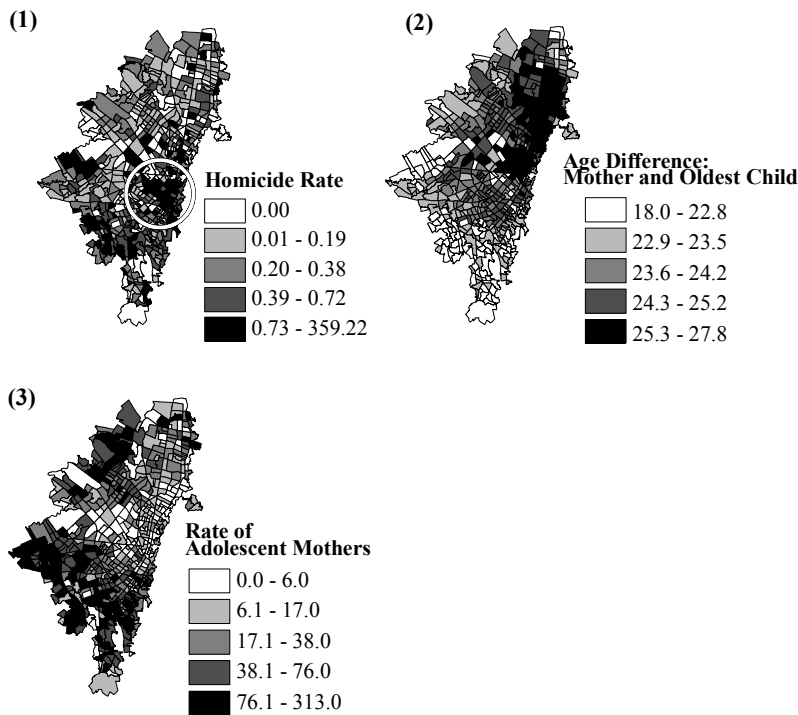 (1)
Homicide Rate
0.00
0.01 - 0.19
0.20 - 0.38
0.39 - 0.72
0.73 - 359.22
(2)
Age Difference:
Mother and Oldest Child
18.0 - 22.8
22.9 - 23.5
23.6 - 24.2
24.3 - 25.2
25.3 - 27.8
(3)
Rate of
Adolescent Mothers
0.0 - 6.0
6.1 - 17.0
17.1 - 38.0
38.1 - 76.0
76.1 - 313.0